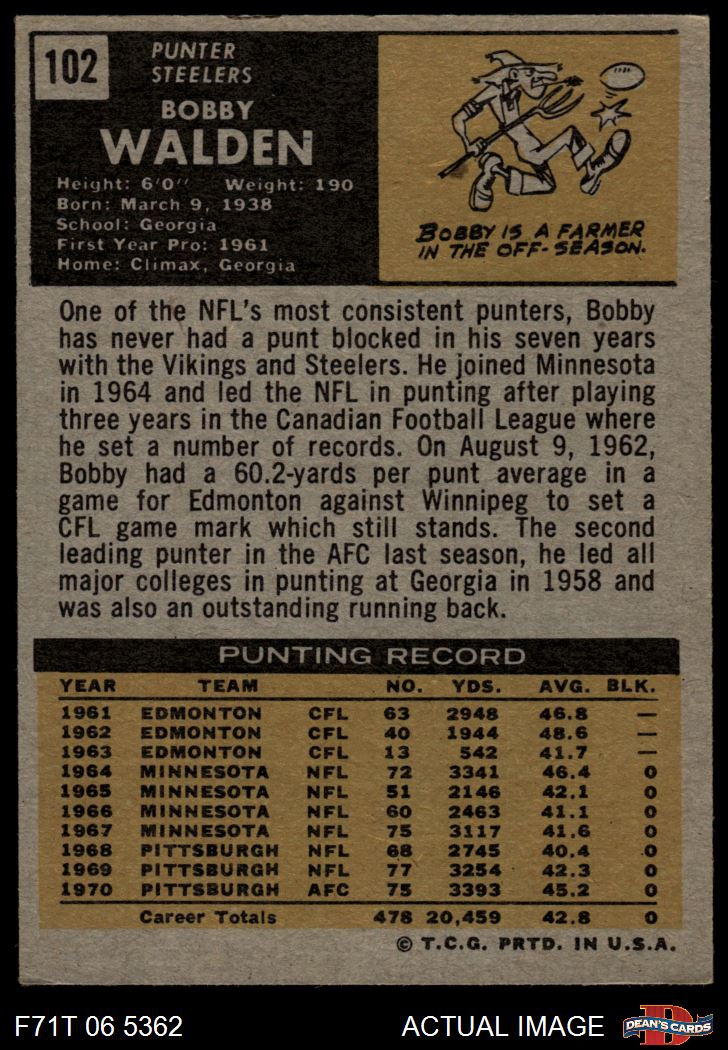 102
PUNTER
STEELERS
BOBBY
WALDEN
Height: 6'0'' Weight: 190
Born: March 9, 1938
School: Georgia
First Year Pro: 1961
Home: Climax, Georgia
BOBBY IS A FARMER
IN THE OFF-SEASON.
One of the NFL's most consistent punters, Bobby
has never had a punt blocked in his seven years
with the Vikings and Steelers. He joined Minnesota
in 1964 and led the NFL in punting after playing
three years in the Canadian Football League where
he set a number of records. On August 9, 1962,
Bobby had a 60.2-yards per punt average in a
game for Edmonton against Winnipeg to set a
CFL game mark which still stands. The second
leading punter in the AFC last season, he led all
major colleges in punting at Georgia in 1958 and
was also an outstanding running back.
PUNTING RECORD
YEAR TEAM NO. YDS. AVG. BLK.
1961 EDMONTON CFL 63 2948 46.8 —
1962 EDMONTON CFL 40 1944 48.6 —
1963 EDMONTON CFL 13 542 41.7 —
1964 MINNESOTA NFL 72 3341 46.4 0
1965 MINNESOTA NFL 51 2146 42.1 0
1966 MINNESOTA NFL 60 2463 41.1 0
1967 MINNESOTA NFL 75 3117 41.6 0
1968 PITTSBURGH NFL 68 2745 40.4 0
1969 PITTSBURGH NFL 77 3254 42.3 0
1970 PITTSBURGH AFC 75 3393 45.2 0
Career Totals 478 20,459 42.8 0
© T.C.G. PRTD. IN U.S.A.
F71T 06 5362 ACTUAL IMAGE
D
DEAN'S CARDS